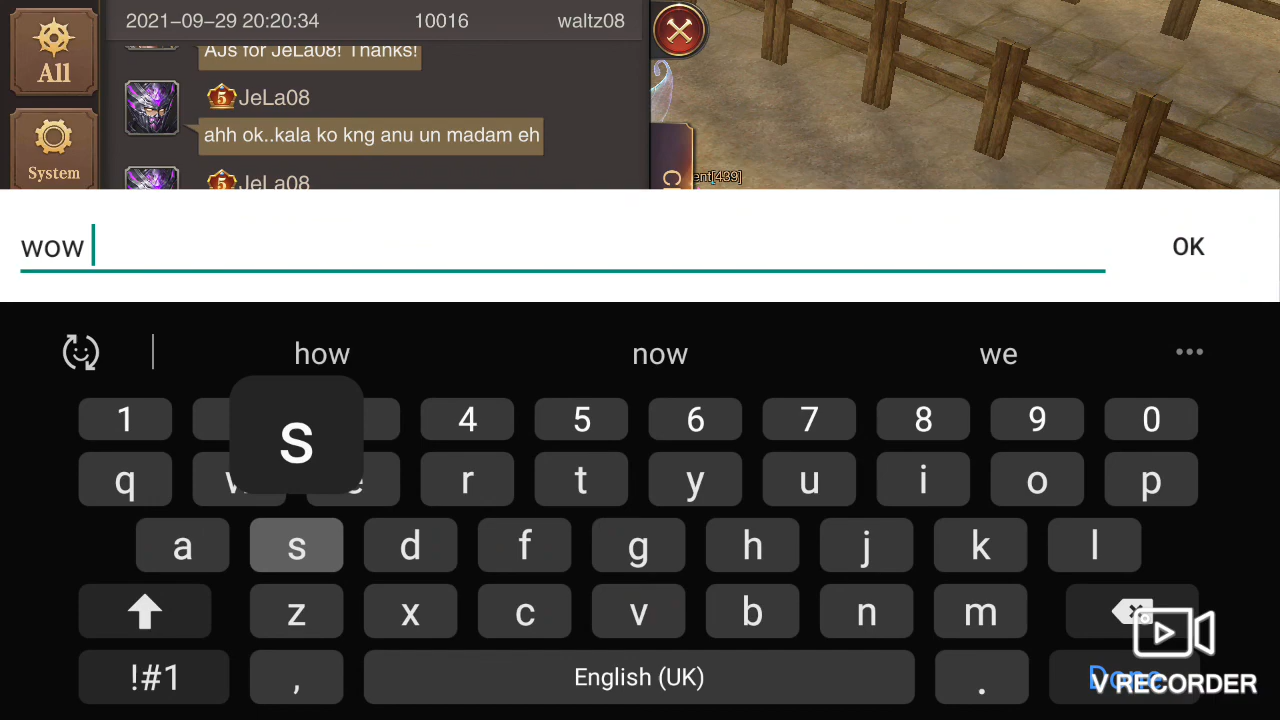 2021-09-29 20:20:34 10016 waltz08
All
AJs for JeLa08! Thanks!
5 JeLa08
ahh ok..kala ko kng anu un madam eh
System
5 JeLa08
ent[439]
wow
OK
how now we
s
1 4 5 6 7 8 9 0
q w e r t y u i o p
a s d f g h j k l
z x c v b n m
!#1 , English (UK) . Done
V RECORDER